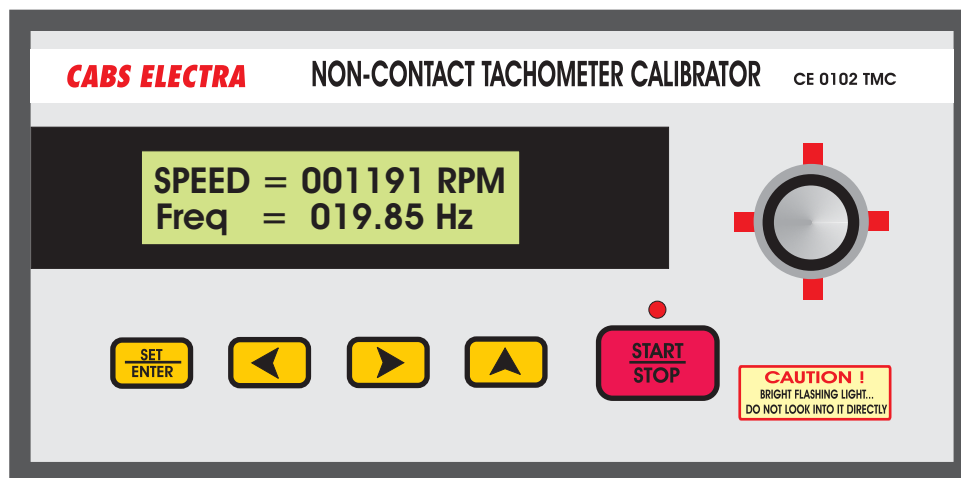 CABS ELECTRA NON-CONTACT TACHOMETER CALIBRATOR CE 0102 TMC
SPEED = 001191 RPM
Freq = 019.85 Hz
SET
ENTER
START
STOP
CAUTION !
BRIGHT FLASHING LIGHT...
DO NOT LOOK INTO IT DIRECTLY